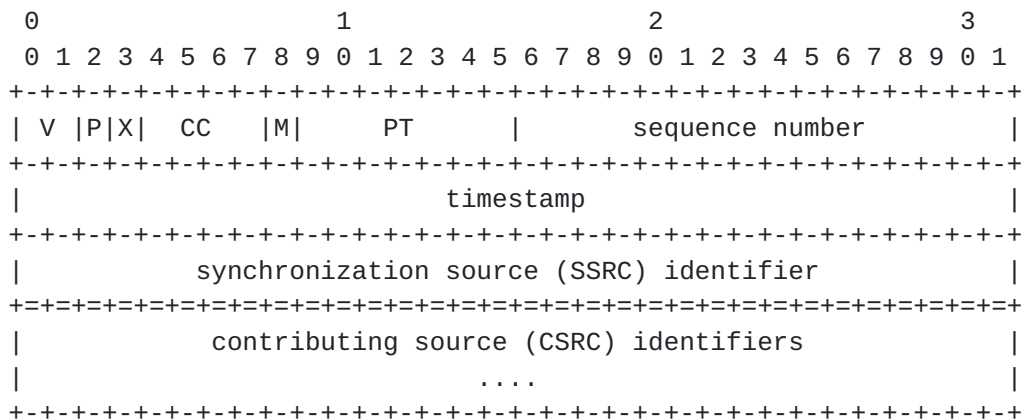 0                   1                   2                   3
 0 1 2 3 4 5 6 7 8 9 0 1 2 3 4 5 6 7 8 9 0 1 2 3 4 5 6 7 8 9 0 1
+-+-+-+-+-+-+-+-+-+-+-+-+-+-+-+-+-+-+-+-+-+-+-+-+-+-+-+-+-+-+-+-+
| V |P|X|  CC   |M|     PT      |       sequence number         |
+-+-+-+-+-+-+-+-+-+-+-+-+-+-+-+-+-+-+-+-+-+-+-+-+-+-+-+-+-+-+-+-+
|                           timestamp                           |
+-+-+-+-+-+-+-+-+-+-+-+-+-+-+-+-+-+-+-+-+-+-+-+-+-+-+-+-+-+-+-+-+
|           synchronization source (SSRC) identifier            |
+=+=+=+=+=+=+=+=+=+=+=+=+=+=+=+=+=+=+=+=+=+=+=+=+=+=+=+=+=+=+=+=+
|            contributing source (CSRC) identifiers             |
|                             ....                              |
+-+-+-+-+-+-+-+-+-+-+-+-+-+-+-+-+-+-+-+-+-+-+-+-+-+-+-+-+-+-+-+-+